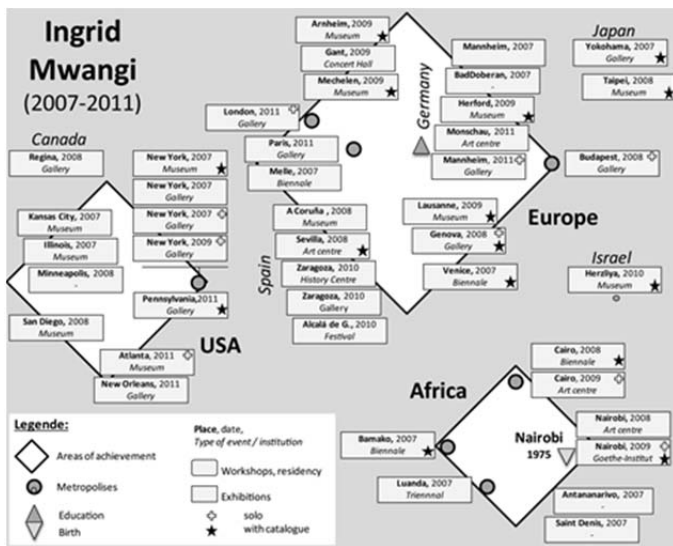 Ingrid
Mwangi
(2007-2011)
Canada
Regina, 2008
Gallery
New York, 2007
Museum
New York, 2007
Gallery
New York, 2007
Gallery
New York, 2009
Gallery
Kansas City, 2007
Museum
Illinois, 2007
Museum
Minneapolis, 2008
-
Pennsylvania,2011
Gallery
San Diego, 2008
Museum
USA
Atlanta, 2011
Museum
New Orleans, 2011
Gallery
Arnheim, 2009
Museum
Gant, 2009
Concert Hall
Mechelen, 2009
Museum
London, 2011
Gallery
Paris, 2011
Gallery
Melle, 2007
Biennale
Germany
Mannheim, 2007
BadDoberan, 2007
-
Herford, 2009
Museum
Monschau, 2011
Art centre
Mannheim, 2011
Gallery
Budapest, 2008
Gallery
Europe
Spain
A Coruña , 2008
Museum
Sevilla, 2008
Art centre
Zaragoza, 2010
History Centre
Zaragoza, 2010
Gallery
Alcalá de G., 2010
Festival
Lausanne, 2009
Museum
Genova, 2008
Gallery
Venice, 2007
Biennale
Japan
Yokohama, 2007
Gallery
Taipei, 2008
Museum
Israel
Herzliya, 2010
Museum
Africa
Cairo, 2008
Biennale
Cairo, 2009
Art centre
Bamako, 2007
Biennale
Nairobi
1975
Nairobi, 2008
Art centre
Nairobi, 2009
Goethe-Institut
Luanda, 2007
Triennnal
Antananarivo, 2007
-
Saint Denis, 2007
-
Legende:
Areas of achievement
Metropolises
Education
Birth
Place, date,
Type of event / institution
Workshops, residency
Exhibitions
solo
with catalogue